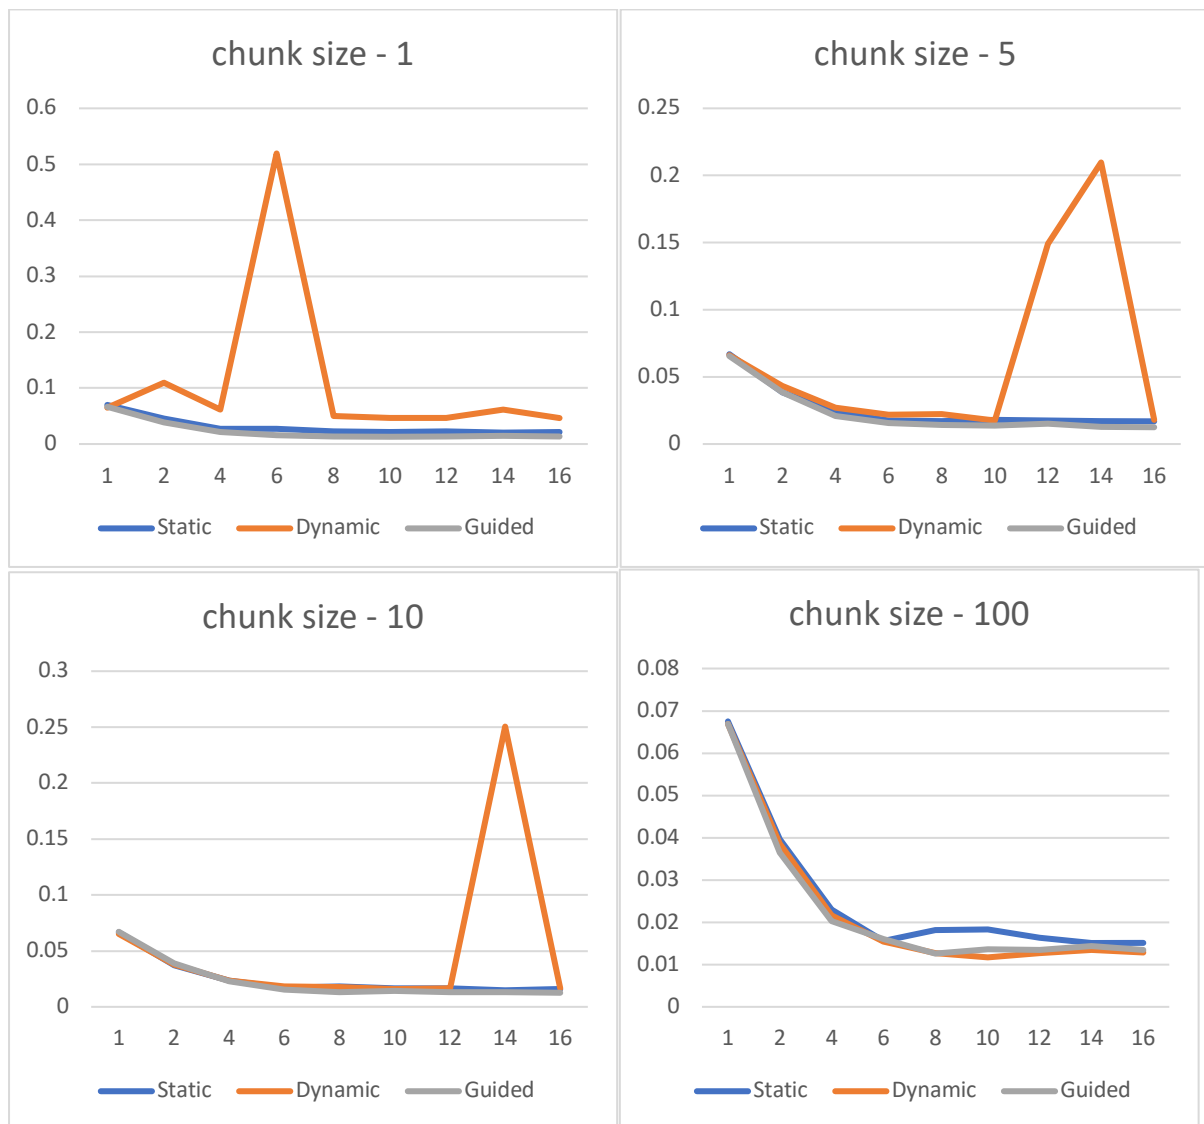 chunk size - 1
0.6
0.5
0.4
0.3
0.2
0.1
0
1 2 4 6 8 10 12 14 16
Static Dynamic Guided
chunk size - 5
0.25
0.2
0.15
0.1
0.05
0
1 2 4 6 8 10 12 14 16
Static Dynamic Guided
chunk size - 10
0.3
0.25
0.2
0.15
0.1
0.05
0
1 2 4 6 8 10 12 14 16
Static Dynamic Guided
chunk size - 100
0.08
0.07
0.06
0.05
0.04
0.03
0.02
0.01
0
1 2 4 6 8 10 12 14 16
Static Dynamic Guided